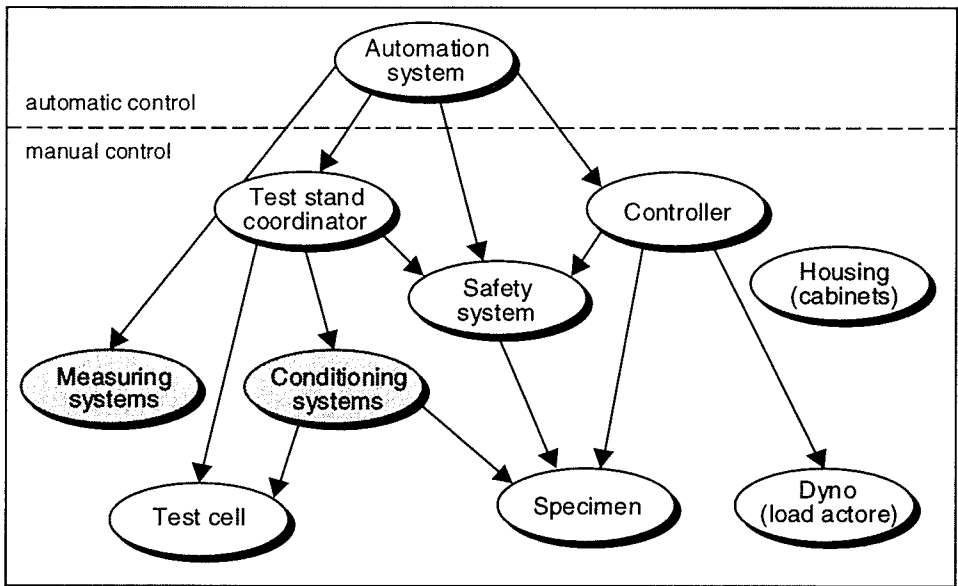 Automation
system
automatic control
manual control
Test stand
coordinator
Controller
Safety
system
Housing
(cabinets)
Measuring
systems
Conditioning
systems
Test cell
Specimen
Dyno
(load actore)